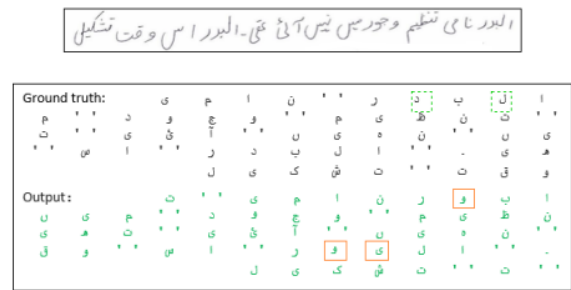 البدر نامی تنظیم وجود میں نہیں آئی تھی۔ البدر اس وقت تشکیل
Ground truth: ا ل ب د ر ' ' ن ا م ی
' ' ت ن ظ ی م ' ' و ج و د ' ' م
ی ں ' ' ن ہ ی ں ' ' آ ئ ی ' ' ت
ھ ی ۔ ' ' ا ل ب د ر ' ' ا س ' '
و ق ت ' ' ت ش ک ی ل
Output: ا ب و ر ن ا م ی ' ' ت
ن ظ ی م ' ' و ج و د ' ' م ی ں
' ' ن ہ ی ں ' ' آ ئ ی ' ' ت ھ ی
۔ ' ' ا ل ی و ر ' ' ا س ' ' و ق
ت ' ' ت ش ک ی ل